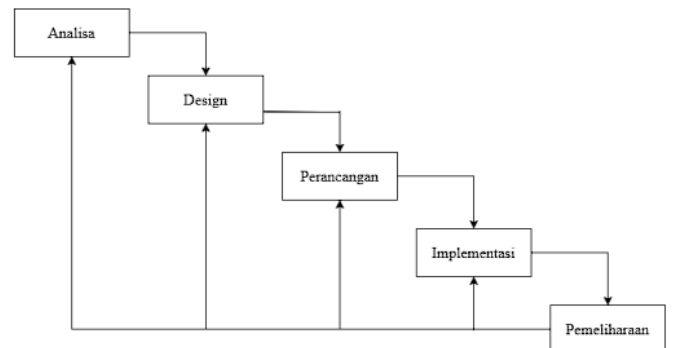 Analisa
Design
Perancangan
Implementasi
Pemeliharaan